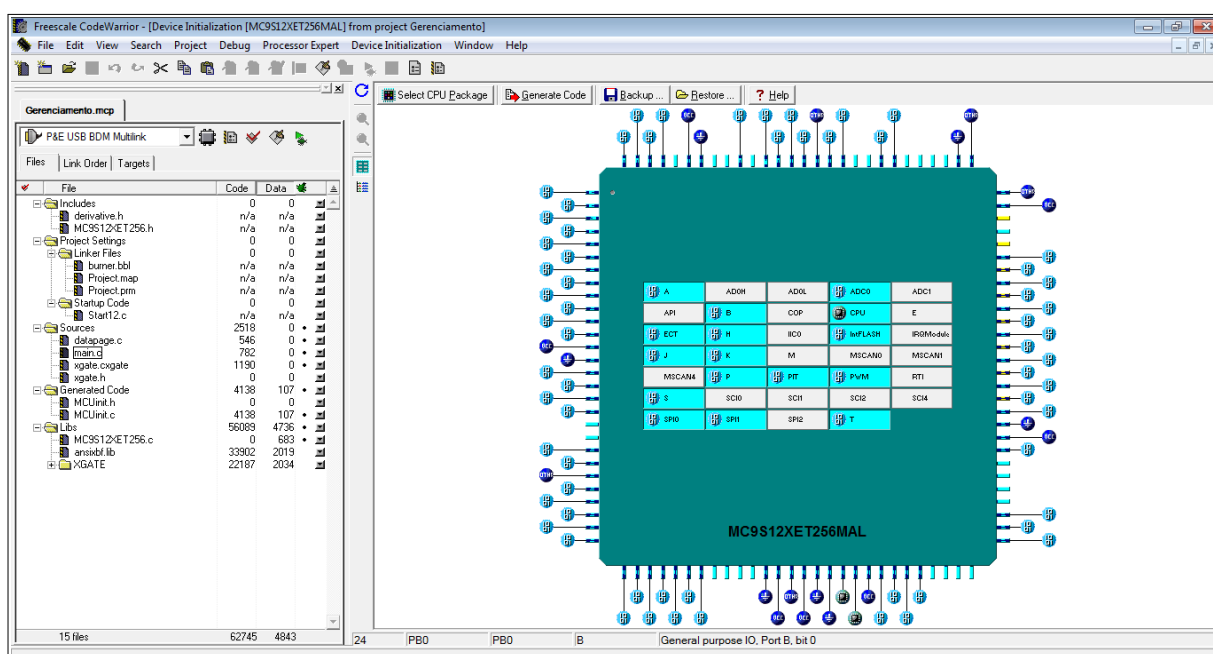 Freescale CodeWarrior - [Device Initialization [MC9S12XET256MAL] from project Gerenciamento]
File Edit View Search Project Debug Processor Expert Device Initialization Window Help
Gerenciamento.mcp
P&E USB BDM Multilink
Files Link Order Targets
File Code Data
Includes 0 0
derivative.h n/a n/a
MC9S12XET256.h n/a n/a
Project Settings 0 0
Linker Files 0 0
burner.bbl n/a n/a
Project.map n/a n/a
Project.prm n/a n/a
Startup Code 0 0
Start12.c n/a n/a
Sources 2518 0
datapage.c 546 0
main.c 782 0
xgate.cxgate 1190 0
xgate.h 0 0
Generated Code 4138 107
MCUinit.h n/a n/a
MCUinit.c 4138 107
Libs 56089 4736
MC9S12XET256.c 0 683
ansixbf.lib 33902 2019
XGATE 22187 2034
15 files 62745 4843
Select CPU Package Generate Code Backup ... Restore ... ? Help
A AD0H AD0L ADC0 ADC1
API B COP CPU E
ECT H IIC0 IntFLASH IRQModule
J K M MSCAN0 MSCAN1
MSCAN4 P PIT PWM RTI
S SCI0 SCI1 SCI2 SCI4
SPI0 SPI1 SPI2 T
MC9S12XET256MAL
24 PB0 PB0 B General purpose IO, Port B, bit 0